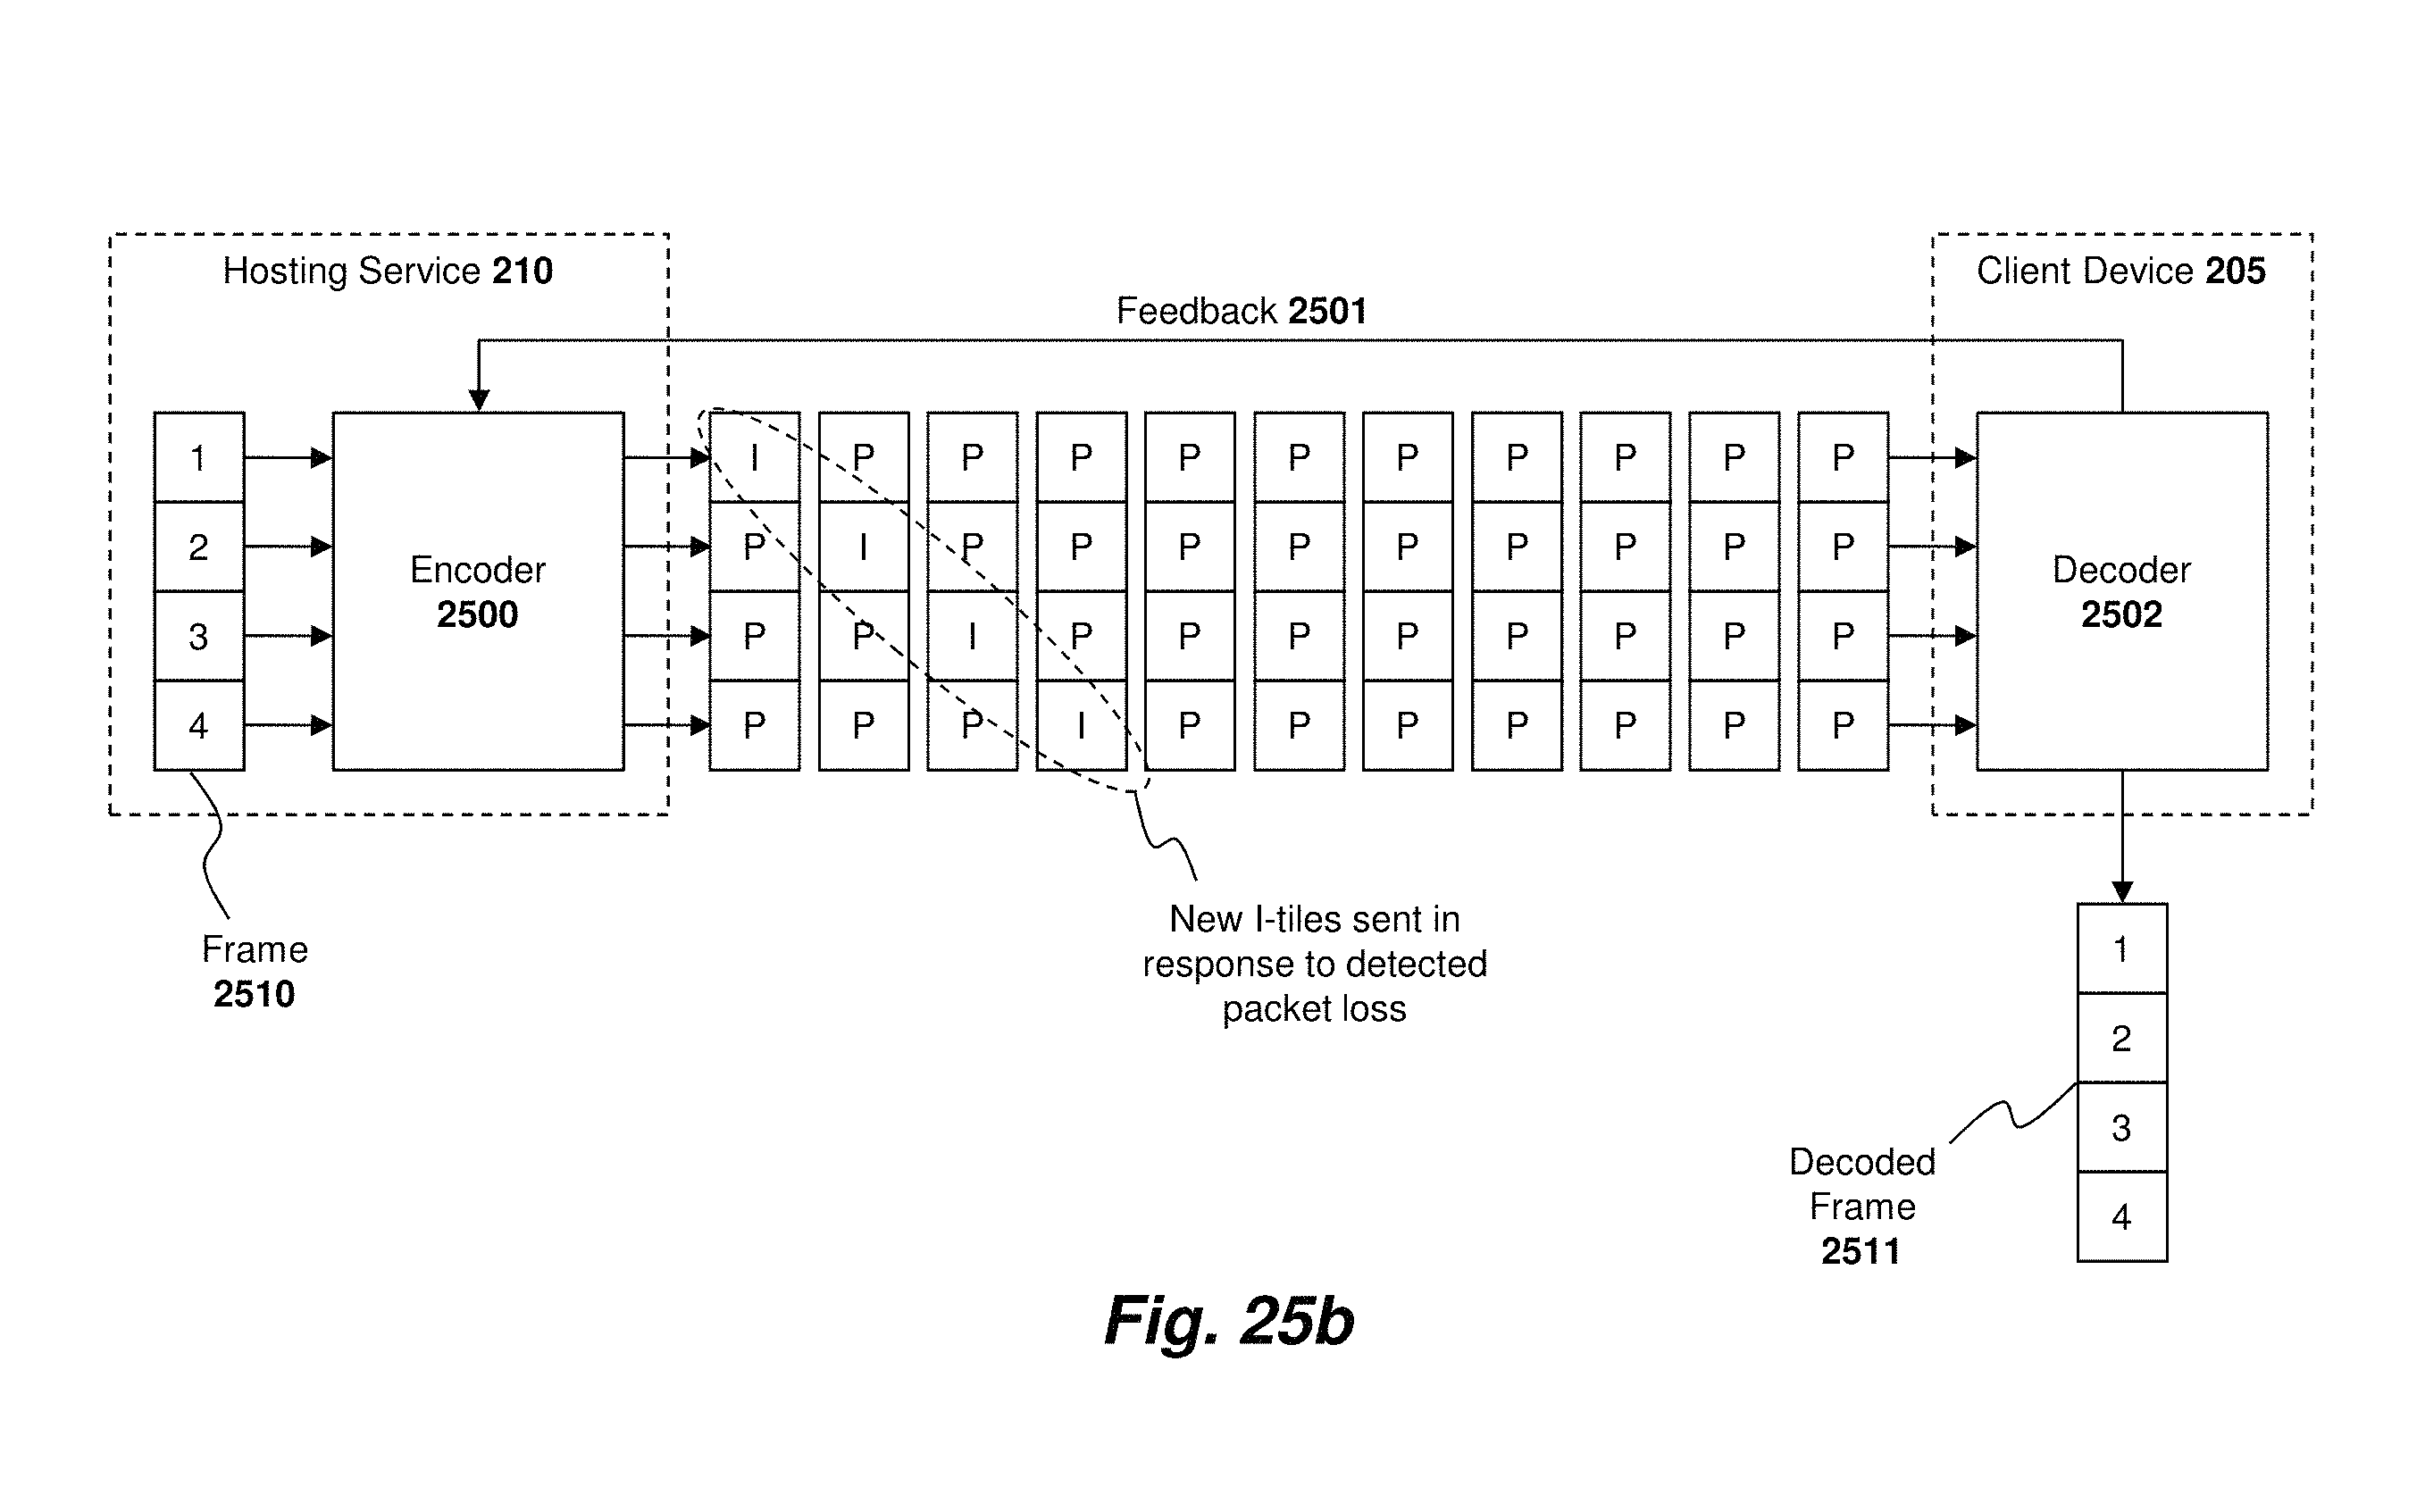 Hosting Service 210
Client Device 205
Feedback 2501
1 I P P P P P P P P P P
2 P I P P P P P P P P P
3 P P I P P P P P P P P
4 P P P I P P P P P P P
Encoder
2500
Decoder
2502
Frame
2510
New I-tiles sent in
response to detected
packet loss
1
2
3
4
Decoded
Frame
2511
Fig. 25b